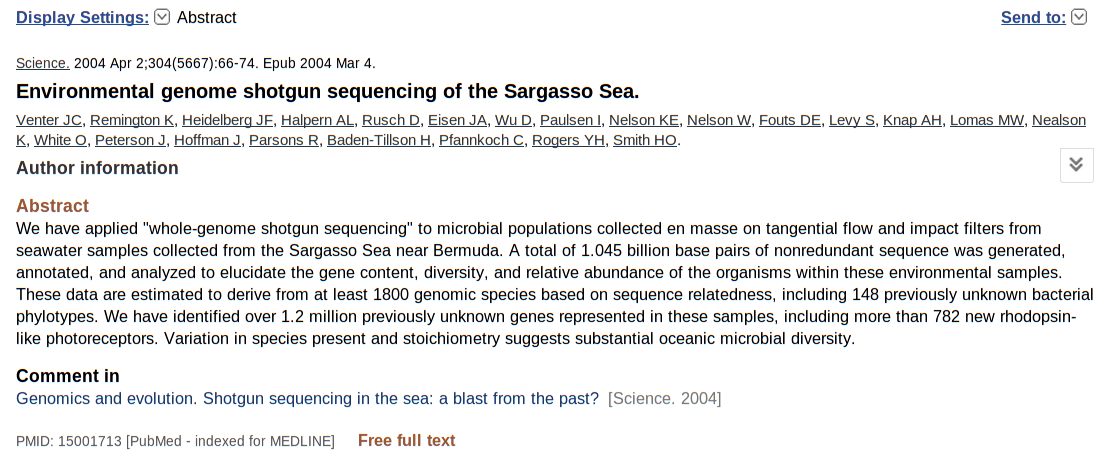 Display Settings: Abstract Send to:
Science. 2004 Apr 2;304(5667):66-74. Epub 2004 Mar 4.
Environmental genome shotgun sequencing of the Sargasso Sea.
Venter JC, Remington K, Heidelberg JF, Halpern AL, Rusch D, Eisen JA, Wu D, Paulsen I, Nelson KE, Nelson W, Fouts DE, Levy S, Knap AH, Lomas MW, Nealson
K, White O, Peterson J, Hoffman J, Parsons R, Baden-Tillson H, Pfannkoch C, Rogers YH, Smith HO.
Author information
Abstract
We have applied "whole-genome shotgun sequencing" to microbial populations collected en masse on tangential flow and impact filters from
seawater samples collected from the Sargasso Sea near Bermuda. A total of 1.045 billion base pairs of nonredundant sequence was generated,
annotated, and analyzed to elucidate the gene content, diversity, and relative abundance of the organisms within these environmental samples.
These data are estimated to derive from at least 1800 genomic species based on sequence relatedness, including 148 previously unknown bacterial
phylotypes. We have identified over 1.2 million previously unknown genes represented in these samples, including more than 782 new rhodopsin-
like photoreceptors. Variation in species present and stoichiometry suggests substantial oceanic microbial diversity.
Comment in
Genomics and evolution. Shotgun sequencing in the sea: a blast from the past? [Science. 2004]
PMID: 15001713 [PubMed - indexed for MEDLINE] Free full text